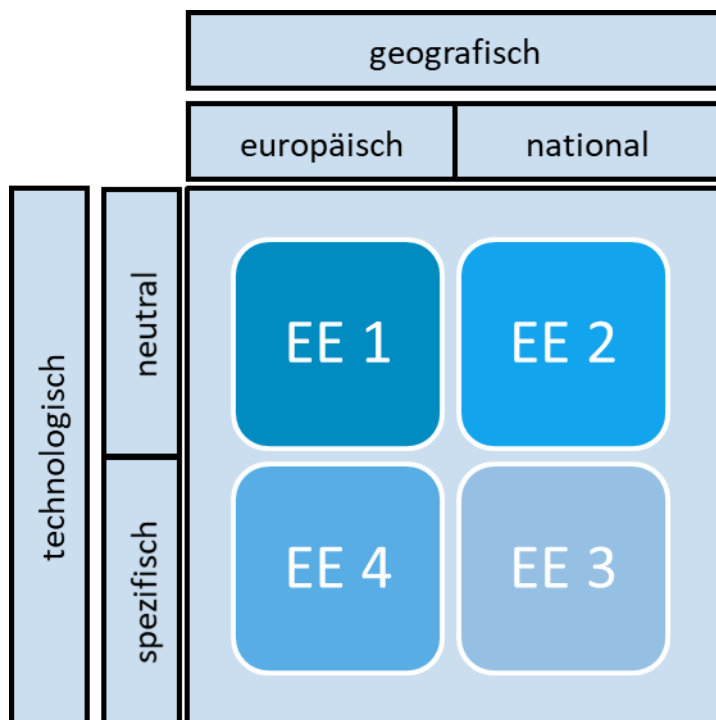 geografisch
europäisch
national
technologisch
neutral
EE 1
EE 2
spezifisch
EE 4
EE 3